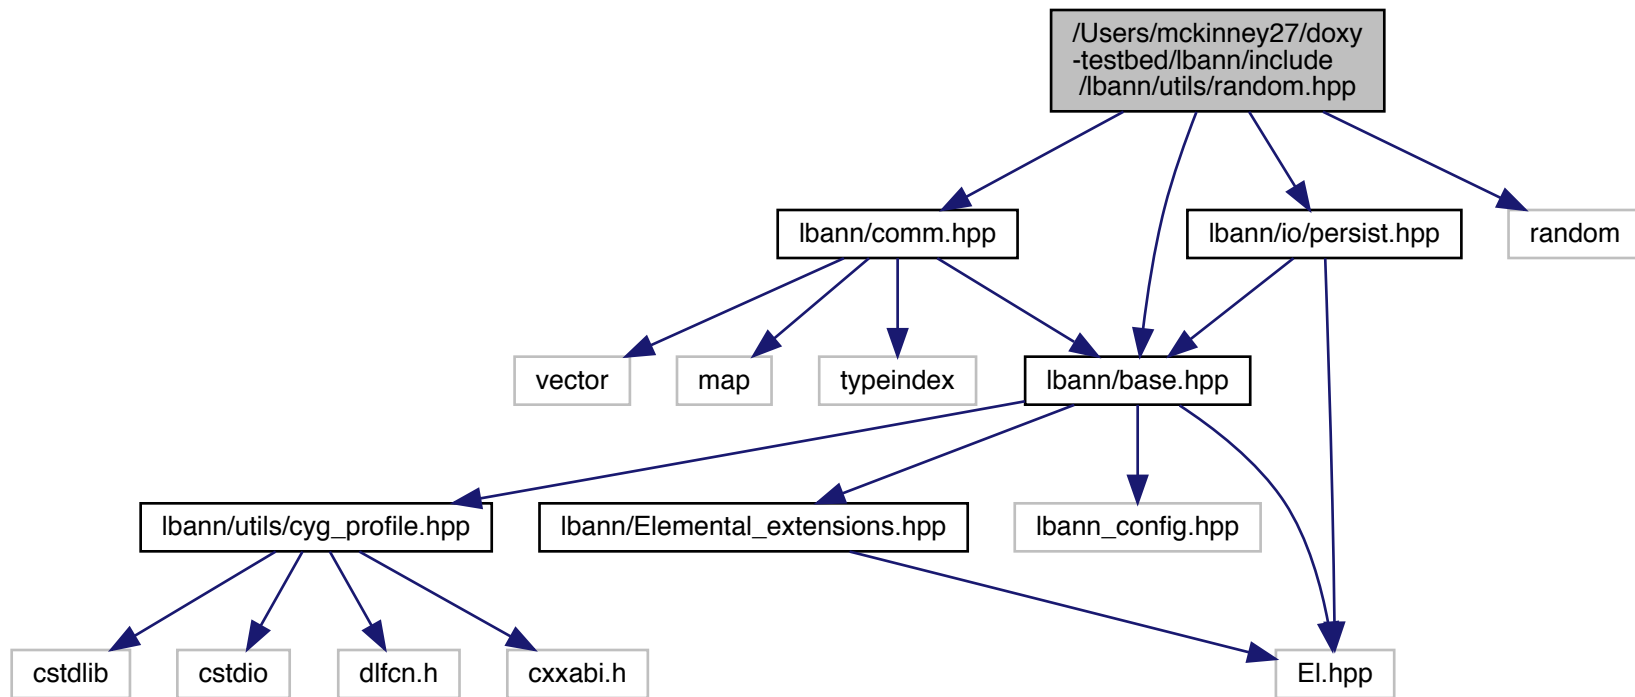 /Users/mckinney27/doxy
-testbed/lbann/include
/lbann/utils/random.hpp
lbann/comm.hpp
lbann/io/persist.hpp
random
vector
map
typeindex
lbann/base.hpp
lbann/utils/cyg_profile.hpp
lbann/Elemental_extensions.hpp
lbann_config.hpp
cstdlib
cstdio
dlfcn.h
cxxabi.h
El.hpp